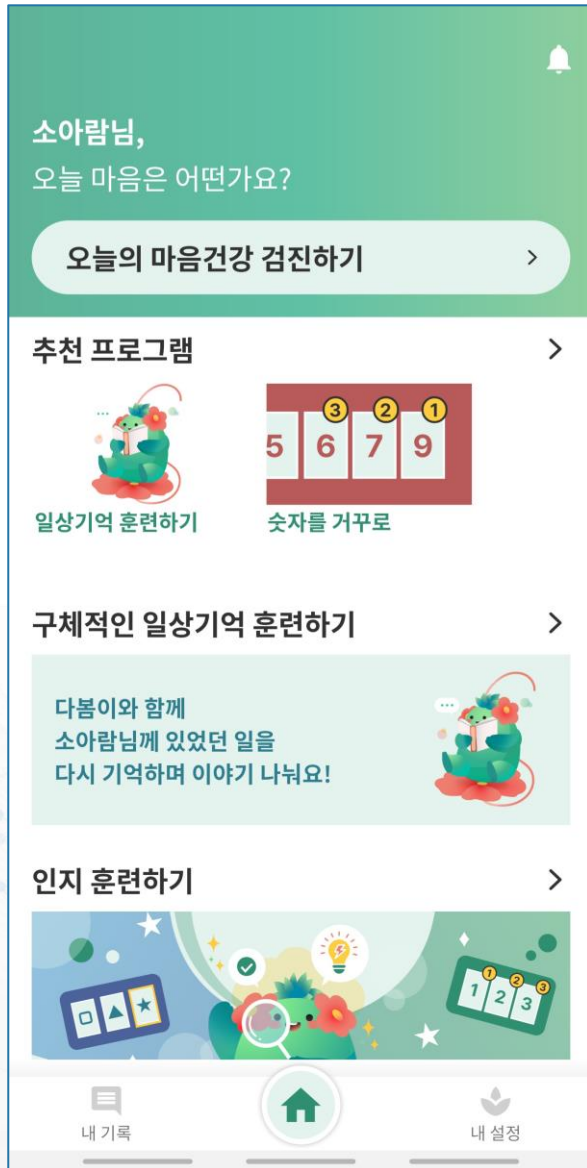 소아람님,
오늘 마음은 어떤가요?
오늘의 마음건강 검진하기
추천 프로그램
5 6 7 9
3 2 1
일상기억 훈련하기
숫자를 거꾸로
구체적인 일상기억 훈련하기
다봄이와 함께
소아람님께 있었던 일을
다시 기억하며 이야기 나눠요!
인지 훈련하기
1 2 3
1 2 3
내 기록
내 설정